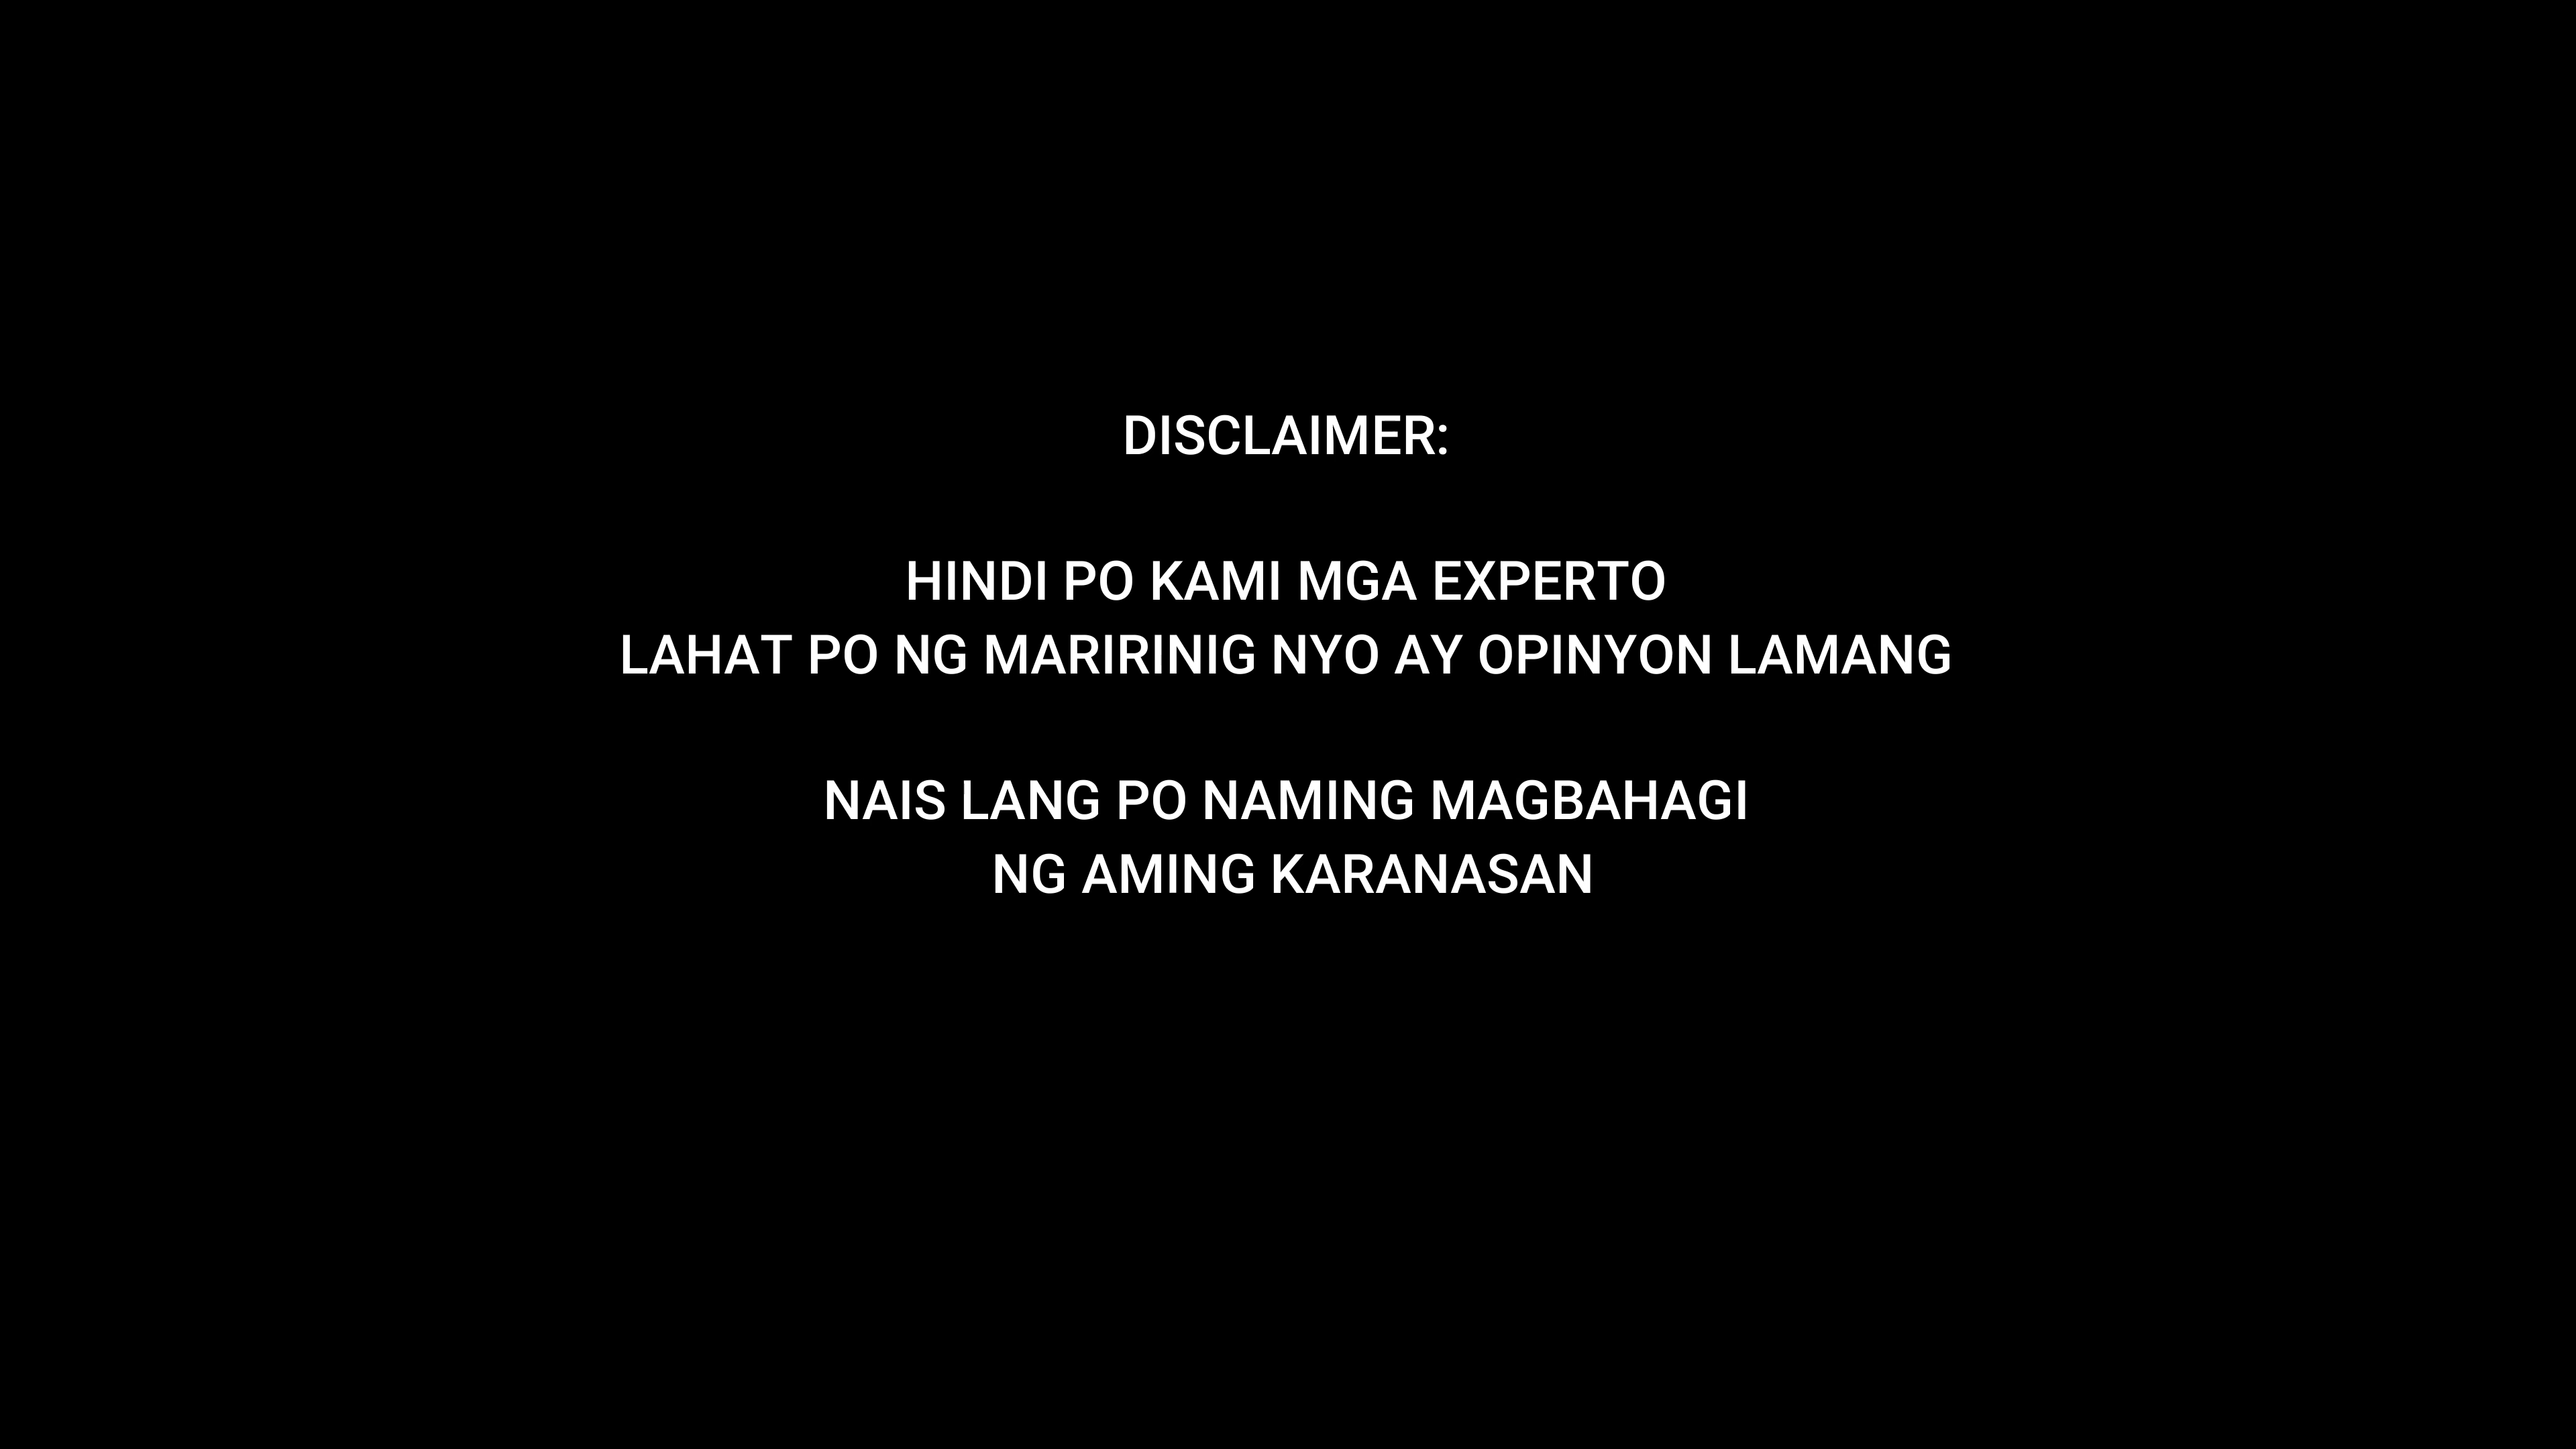 DISCLAIMER:
HINDI PO KAMI MGA EXPERTO
LAHAT PO NG MARIRINIG NYO AY OPINYON LAMANG
NAIS LANG PO NAMING MAGBAHAGI
NG AMING KARANASAN